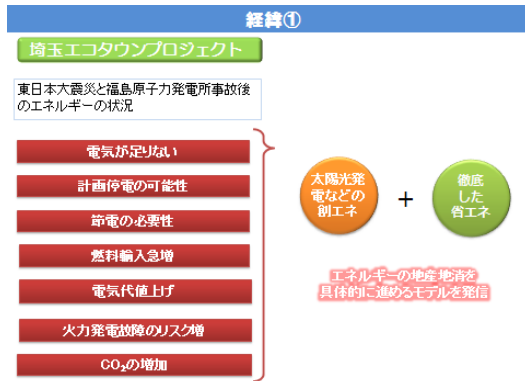 経緯①
埼玉エコタウンプロジェクト
東日本大震災と福島原子力発電所事故後
のエネルギーの状況
電気が足りない
計画停電の可能性
節電の必要性
燃料輸入急増
電気代値上げ
火力発電故障のリスク増
CO₂の増加
太陽光発
電などの
創エネ
+
徹底
した
省エネ
エネルギーの地産地消を
具体的に進めるモデルを発信